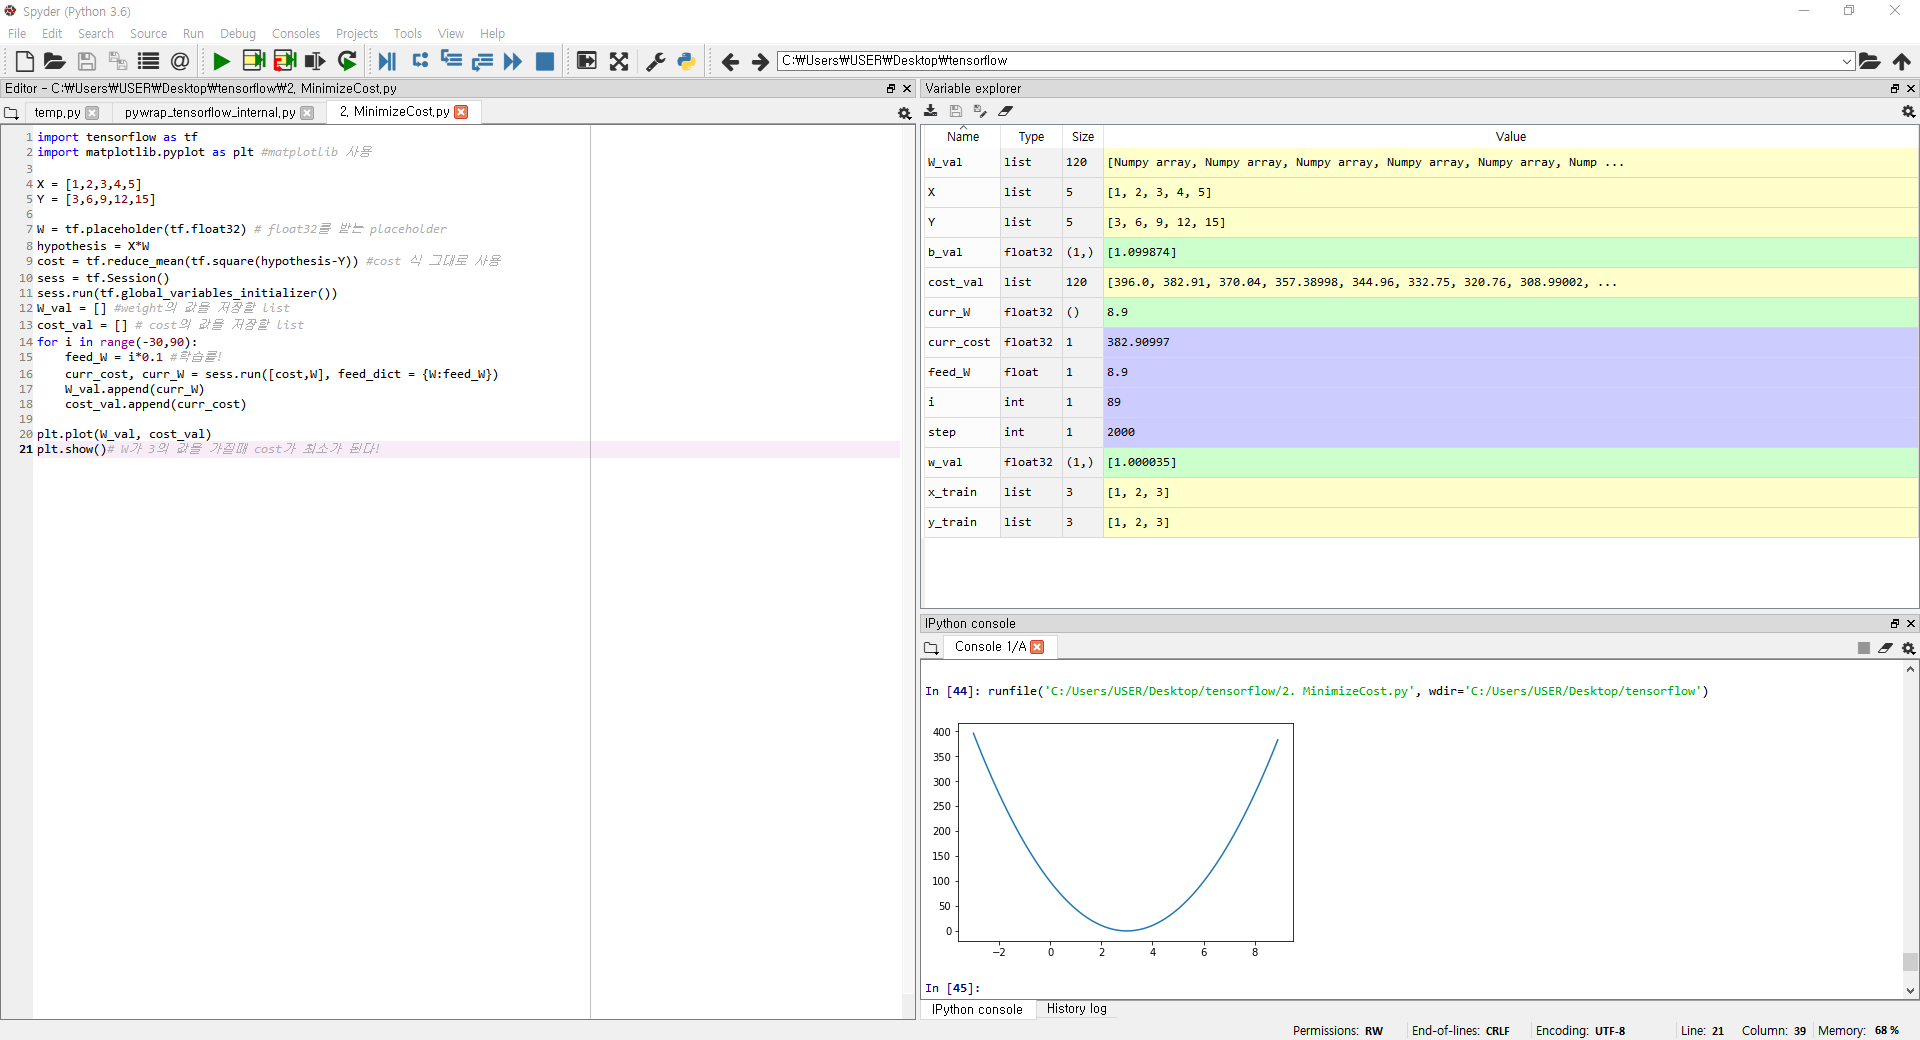 Spyder (Python 3.6)
File Edit Search Source Run Debug Consoles Projects Tools View Help
C:₩Users₩USER₩Desktop₩tensorflow
Editor - C:₩Users₩USER₩Desktop₩tensorflow₩2. MinimizeCost.py
temp.py pywrap_tensorflow_internal.py 2. MinimizeCost.py
1 import tensorflow as tf
2 import matplotlib.pyplot as plt #matplotlib 사용
3
4 X = [1,2,3,4,5]
5 Y = [3,6,9,12,15]
6
7 W = tf.placeholder(tf.float32) # float32를 받는 placeholder
8 hypothesis = X*W
9 cost = tf.reduce_mean(tf.square(hypothesis-Y)) #cost 식 그대로 사용
10 sess = tf.Session()
11 sess.run(tf.global_variables_initializer())
12 W_val = [] #weight의 값을 저장할 list
13 cost_val = [] # cost의 값을 저장할 list
14 for i in range(-30,90):
15     feed_W = i*0.1 #학습률!
16     curr_cost, curr_W = sess.run([cost,W], feed_dict = {W:feed_W})
17     W_val.append(curr_W)
18     cost_val.append(curr_cost)
19
20 plt.plot(W_val, cost_val)
21 plt.show()# W가 3의 값을 가질때 cost가 최소가 된다!
Variable explorer
Name Type Size Value
W_val list 120 [Numpy array, Numpy array, Numpy array, Numpy array, Numpy array, Nump ...
X list 5 [1, 2, 3, 4, 5]
Y list 5 [3, 6, 9, 12, 15]
b_val float32 (1,) [1.099874]
cost_val list 120 [396.0, 382.91, 370.04, 357.38998, 344.96, 332.75, 320.76, 308.99002, ...
curr_W float32 () 8.9
curr_cost float32 1 382.90997
feed_W float 1 8.9
i int 1 89
step int 1 2000
w_val float32 (1,) [1.000035]
x_train list 3 [1, 2, 3]
y_train list 3 [1, 2, 3]
IPython console
Console 1/A
In [44]: runfile('C:/Users/USER/Desktop/tensorflow/2. MinimizeCost.py', wdir='C:/Users/USER/Desktop/tensorflow')
400
350
300
250
200
150
100
50
0
−2 0 2 4 6 8
In [45]:
IPython console History log
Permissions: RW End-of-lines: CRLF Encoding: UTF-8 Line: 21 Column: 39 Memory: 68 %